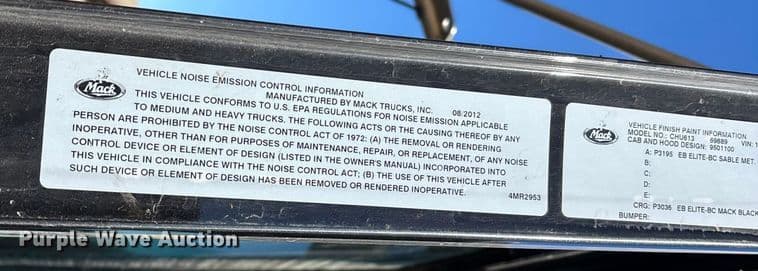 Mack
VEHICLE NOISE EMISSION CONTROL INFORMATION
MANUFACTURED BY MACK TRUCKS, INC. 08/2012
THIS VEHICLE CONFORMS TO U.S. EPA REGULATIONS FOR NOISE EMISSION APPLICABLE
TO MEDIUM AND HEAVY TRUCKS. THE FOLLOWING ACTS OR THE CAUSING THEREOF BY ANY
PERSON ARE PROHIBITED BY THE NOISE CONTROL ACT OF 1972: (A) THE REMOVAL OR RENDERING
INOPERATIVE, OTHER THAN FOR PURPOSES OF MAINTENANCE, REPAIR, OR REPLACEMENT, OF ANY NOISE
CONTROL DEVICE OR ELEMENT OF DESIGN (LISTED IN THE OWNER'S MANUAL) INCORPORATED INTO
THIS VEHICLE IN COMPLIANCE WITH THE NOISE CONTROL ACT; (B) THE USE OF THIS VEHICLE AFTER
SUCH DEVICE OR ELEMENT OF DESIGN HAS BEEN REMOVED OR RENDERED INOPERATIVE.
4MR2953
Mack
VEHICLE FINISH PAINT INFORMATION
MODEL NO.: CHU613 69689 VIN: 1
CAB AND HOOD DESIGN: 9501100
A: P3195 EB ELITE-BC SABLE MET.
B:
C:
D:
E:
CRG: P3036 EB ELITE-BC MACK BLACK
BUMPER:
Purple Wave Auction